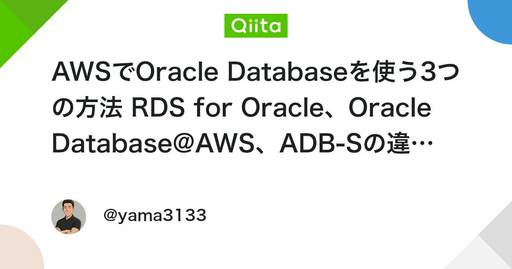 Qiita
AWSでOracle Databaseを使う3つ
の方法 RDS for Oracle、Oracle
Database@AWS、ADB-Sの違…
@yama3133